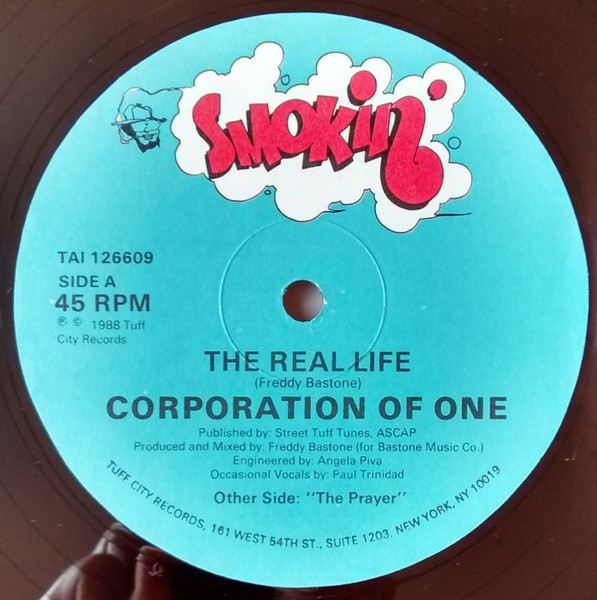 SMOKIN'
TAI 126609
SIDE A
45 RPM
℗ © 1988 Tuff
City Records
THE REAL LIFE
(Freddy Bastone)
CORPORATION OF ONE
Published by: Street Tuff Tunes, ASCAP
Produced and Mixed by: Freddy Bastone (for Bastone Music Co.)
Engineered by: Angela Piva
Occasional Vocals by: Paul Trinidad
Other Side: "The Prayer"
TUFF CITY RECORDS, 161 WEST 54TH ST., SUITE 1203, NEW YORK, NY 10019